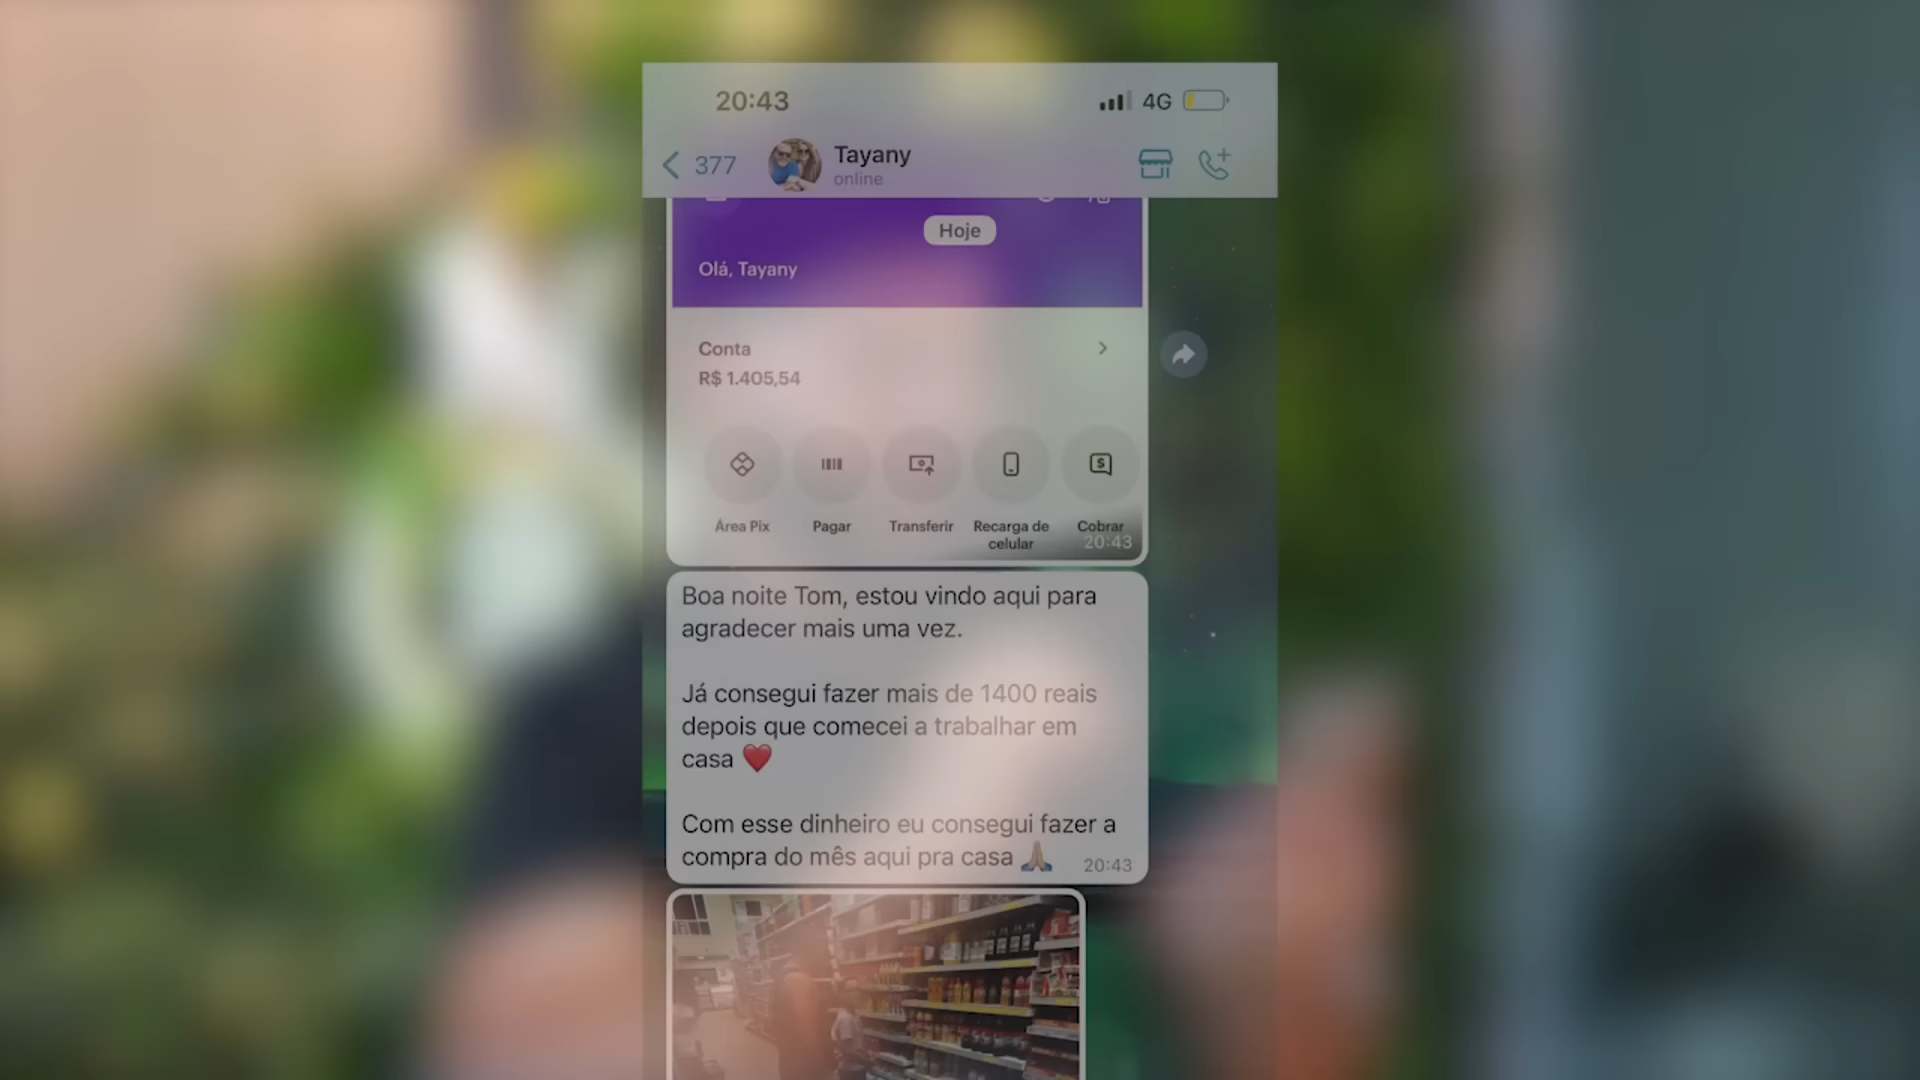 20:43
4G
377
Tayany
online
Hoje
Olá, Tayany
Conta
R$ 1.405,54
Área Pix
Pagar
Transferir
Recarga de
celular
Cobrar
20:43
Boa noite Tom, estou vindo aqui para
agradecer mais uma vez.
Já consegui fazer mais de 1400 reais
depois que comecei a trabalhar em
casa ❤️
Com esse dinheiro eu consegui fazer a
compra do mês aqui pra casa 🙏🏼
20:43